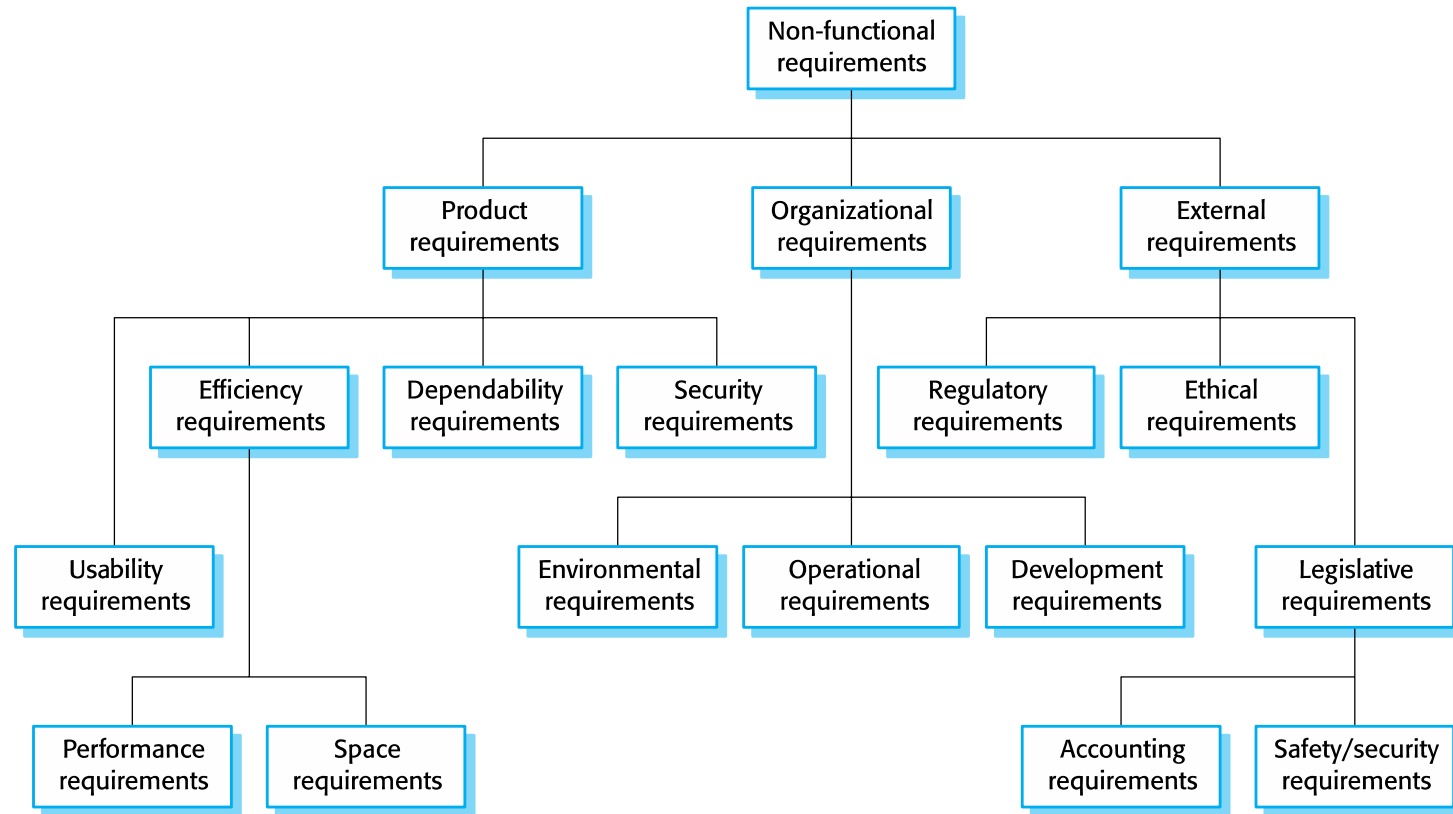 Non-functional
requirements
Product
requirements
Organizational
requirements
External
requirements
Efficiency
requirements
Dependability
requirements
Security
requirements
Regulatory
requirements
Ethical
requirements
Usability
requirements
Environmental
requirements
Operational
requirements
Development
requirements
Legislative
requirements
Performance
requirements
Space
requirements
Accounting
requirements
Safety/security
requirements